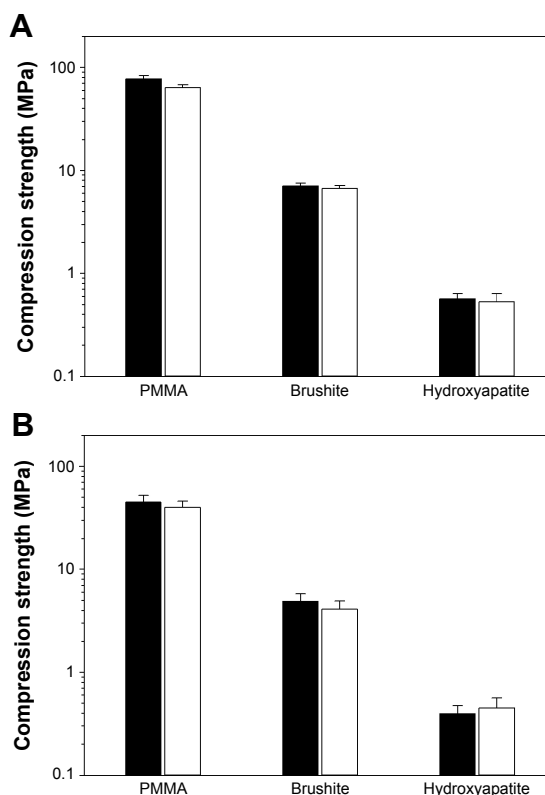 A
Compression strength (MPa)
100
10
1
0.1
PMMA Brushite Hydroxyapatite
B
Compression strength (MPa)
100
10
1
0.1
PMMA Brushite Hydroxyapatite